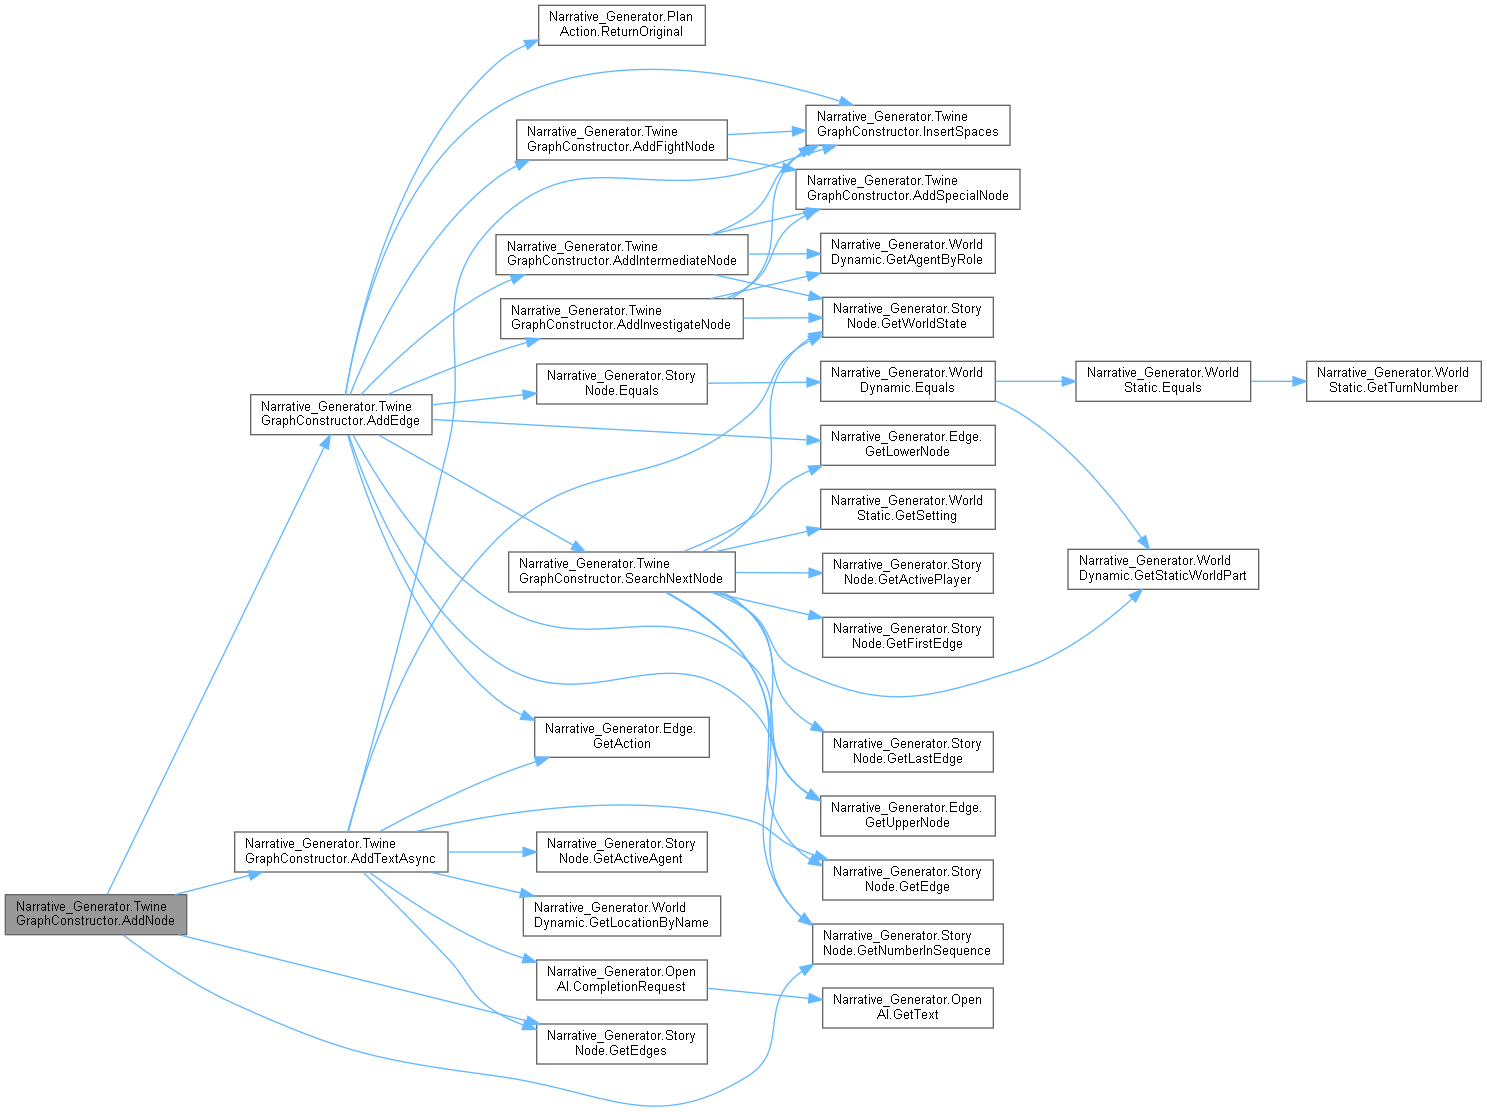 Narrative_Generator.Plan
Action.ReturnOriginal
Narrative_Generator.Twine
GraphConstructor.InsertSpaces
Narrative_Generator.Twine
GraphConstructor.AddFightNode
Narrative_Generator.Twine
GraphConstructor.AddSpecialNode
Narrative_Generator.Twine
GraphConstructor.AddIntermediateNode
Narrative_Generator.World
Dynamic.GetAgentByRole
Narrative_Generator.Twine
GraphConstructor.AddInvestigateNode
Narrative_Generator.Story
Node.GetWorldState
Narrative_Generator.Story
Node.Equals
Narrative_Generator.World
Dynamic.Equals
Narrative_Generator.World
Static.Equals
Narrative_Generator.World
Static.GetTurnNumber
Narrative_Generator.Twine
GraphConstructor.AddEdge
Narrative_Generator.Edge.
GetLowerNode
Narrative_Generator.World
Static.GetSetting
Narrative_Generator.Twine
GraphConstructor.SearchNextNode
Narrative_Generator.Story
Node.GetActivePlayer
Narrative_Generator.World
Dynamic.GetStaticWorldPart
Narrative_Generator.Story
Node.GetFirstEdge
Narrative_Generator.Edge.
GetAction
Narrative_Generator.Story
Node.GetLastEdge
Narrative_Generator.Edge.
GetUpperNode
Narrative_Generator.Twine
GraphConstructor.AddTextAsync
Narrative_Generator.Story
Node.GetActiveAgent
Narrative_Generator.Story
Node.GetEdge
Narrative_Generator.Twine
GraphConstructor.AddNode
Narrative_Generator.World
Dynamic.GetLocationByName
Narrative_Generator.Story
Node.GetNumberInSequence
Narrative_Generator.Open
AI.CompletionRequest
Narrative_Generator.Open
AI.GetText
Narrative_Generator.Story
Node.GetEdges